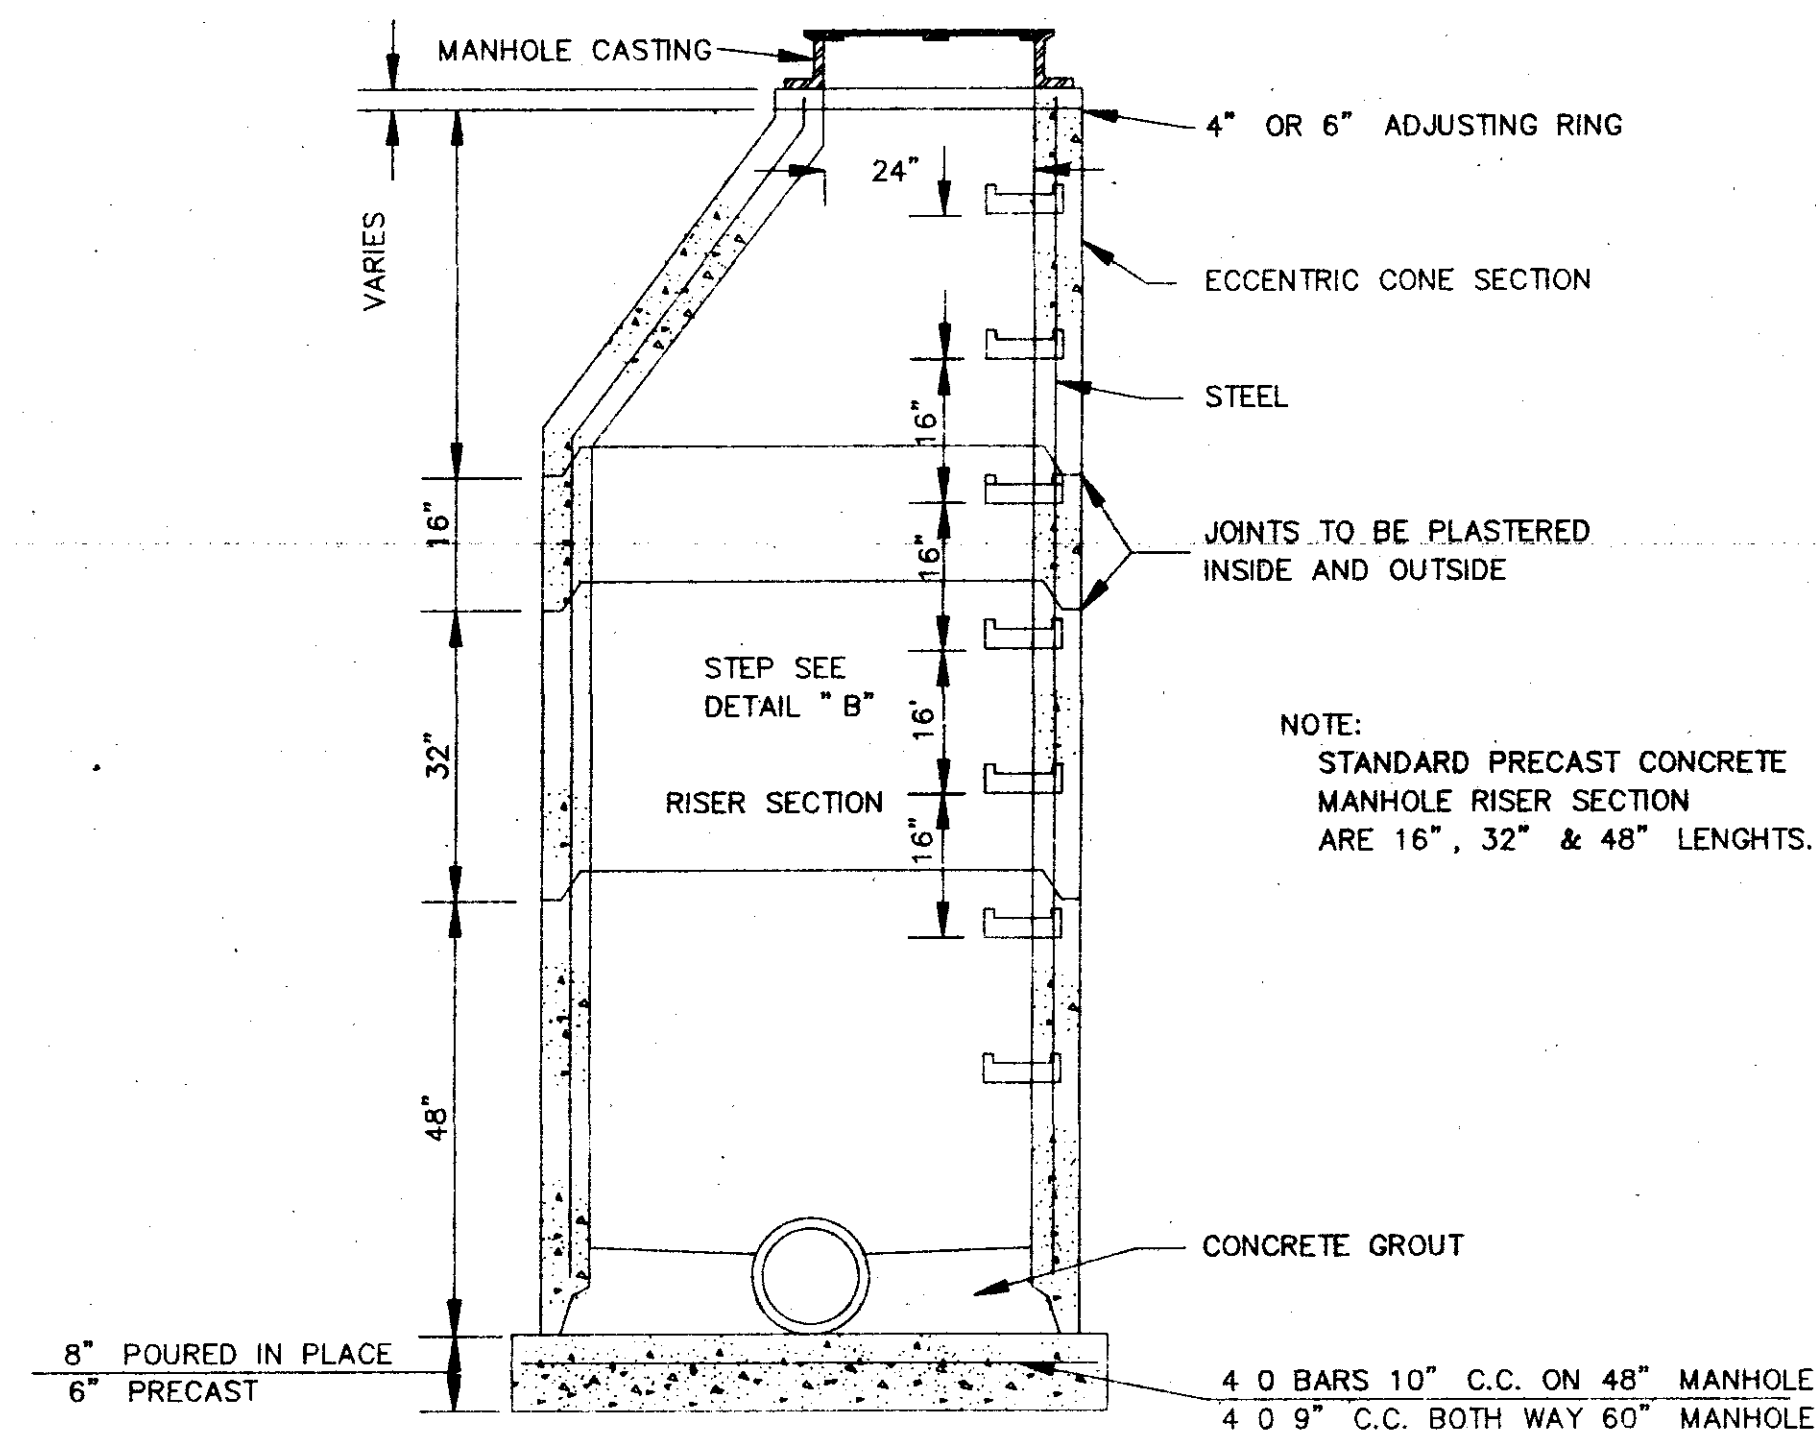 MANHOLE CASTING
4" OR 6" ADJUSTING RING
24"
VARIES
ECCENTRIC CONE SECTION
STEEL
16"
16"
JOINTS TO BE PLASTERED
INSIDE AND OUTSIDE
16"
STEP SEE
DETAIL "B"
16'
NOTE:
STANDARD PRECAST CONCRETE
MANHOLE RISER SECTION
ARE 16", 32" & 48" LENGHTS.
32"
RISER SECTION
16"
48"
CONCRETE GROUT
8" POURED IN PLACE
6" PRECAST
4 O BARS 10" C.C. ON 48" MANHOLE
4 O 9" C.C. BOTH WAY 60" MANHOLE